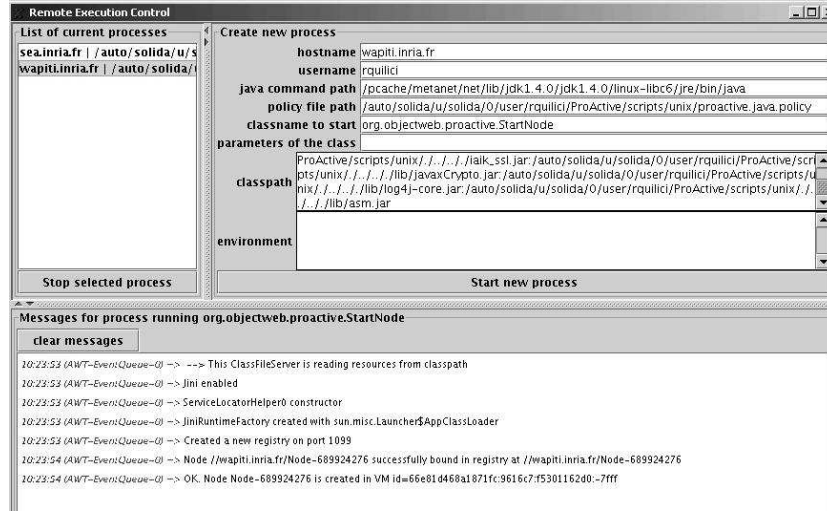 Remote Execution Control
List of current processes
sea.inria.fr | /auto/solida/u/s
wapiti.inria.fr | /auto/solida/
Stop selected process
Create new process
hostname wapiti.inria.fr
username rquilici
java command path /pcache/metanet/net/lib/jdk1.4.0/jdk1.4.0/linux-libc6/jre/bin/java
policy file path /auto/solida/u/solida/0/user/rquilici/ProActive/scripts/unix/proactive.java.policy
classname to start org.objectweb.proactive.StartNode
parameters of the class
classpath
ProActive/scripts/unix/./../././iaik_ssl.jar:/auto/solida/u/solida/0/user/rquilici/ProActive/scri
pts/unix/./../././lib/javaxCrypto.jar:/auto/solida/u/solida/0/user/rquilici/ProActive/scripts/u
nix/./../././lib/log4j-core.jar:/auto/solida/u/solida/0/user/rquilici/ProActive/scripts/unix/./.
./.././lib/asm.jar
environment
Start new process
Messages for process running org.objectweb.proactive.StartNode
clear messages
10:23:53 (AWT-EventQueue-0) -> --> This ClassFileServer is reading resources from classpath
10:23:53 (AWT-EventQueue-0) -> Jini enabled
10:23:53 (AWT-EventQueue-0) -> ServiceLocatorHelper0 constructor
10:23:53 (AWT-EventQueue-0) -> JiniRuntimeFactory created with sun.misc.Launcher$AppClassLoader
10:23:53 (AWT-EventQueue-0) -> Created a new registry on port 1099
10:23:54 (AWT-EventQueue-0) -> Node //wapiti.inria.fr/Node-689924276 successfully bound in registry at //wapiti.inria.fr/Node-689924276
10:23:54 (AWT-EventQueue-0) -> OK. Node Node-689924276 is created in VM id=66e81d468a1871fc:9616c7:f5301162d0:-7fff